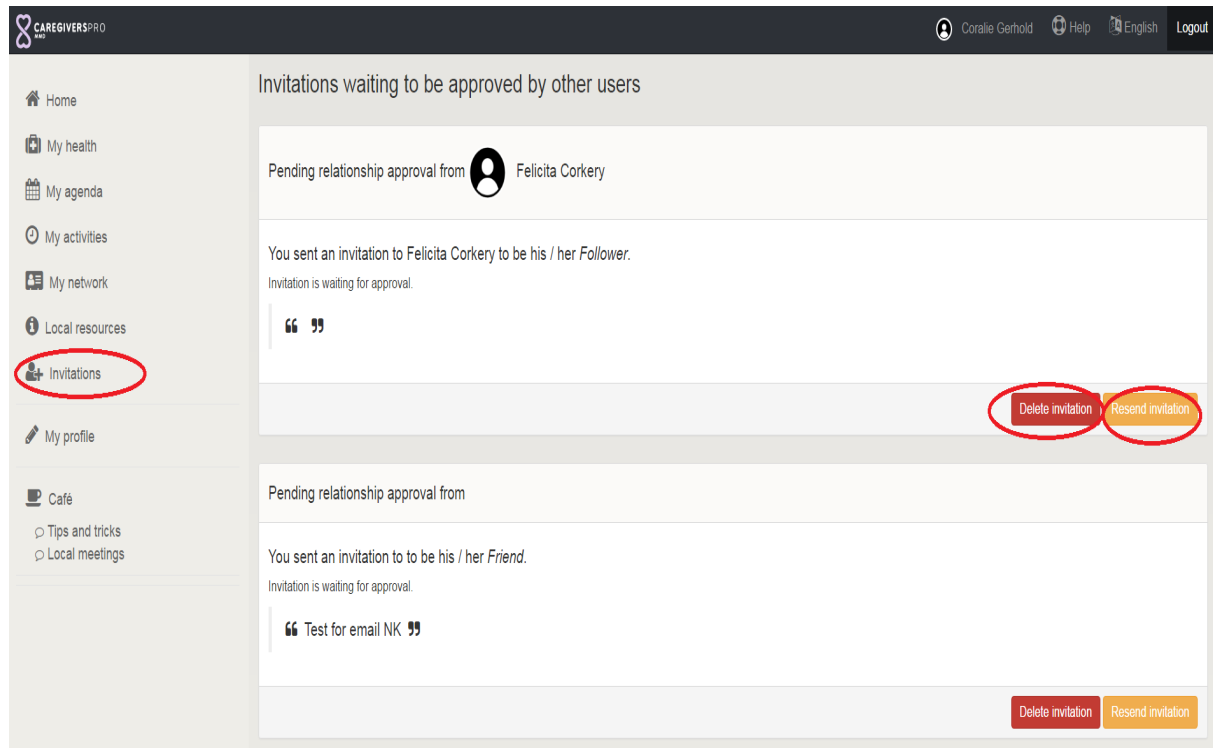 CAREGIVERSPRO
MMD
Coralie Gerhold Help English Logout
Home
My health
My agenda
My activities
My network
Local resources
Invitations
My profile
Café
Tips and tricks
Local meetings
Invitations waiting to be approved by other users
Pending relationship approval from Felicita Corkery
You sent an invitation to Felicita Corkery to be his / her Follower.
Invitation is waiting for approval.
“ ”
Delete invitation Resend invitation
Pending relationship approval from
You sent an invitation to to be his / her Friend.
Invitation is waiting for approval.
“ Test for email NK ”
Delete invitation Resend invitation